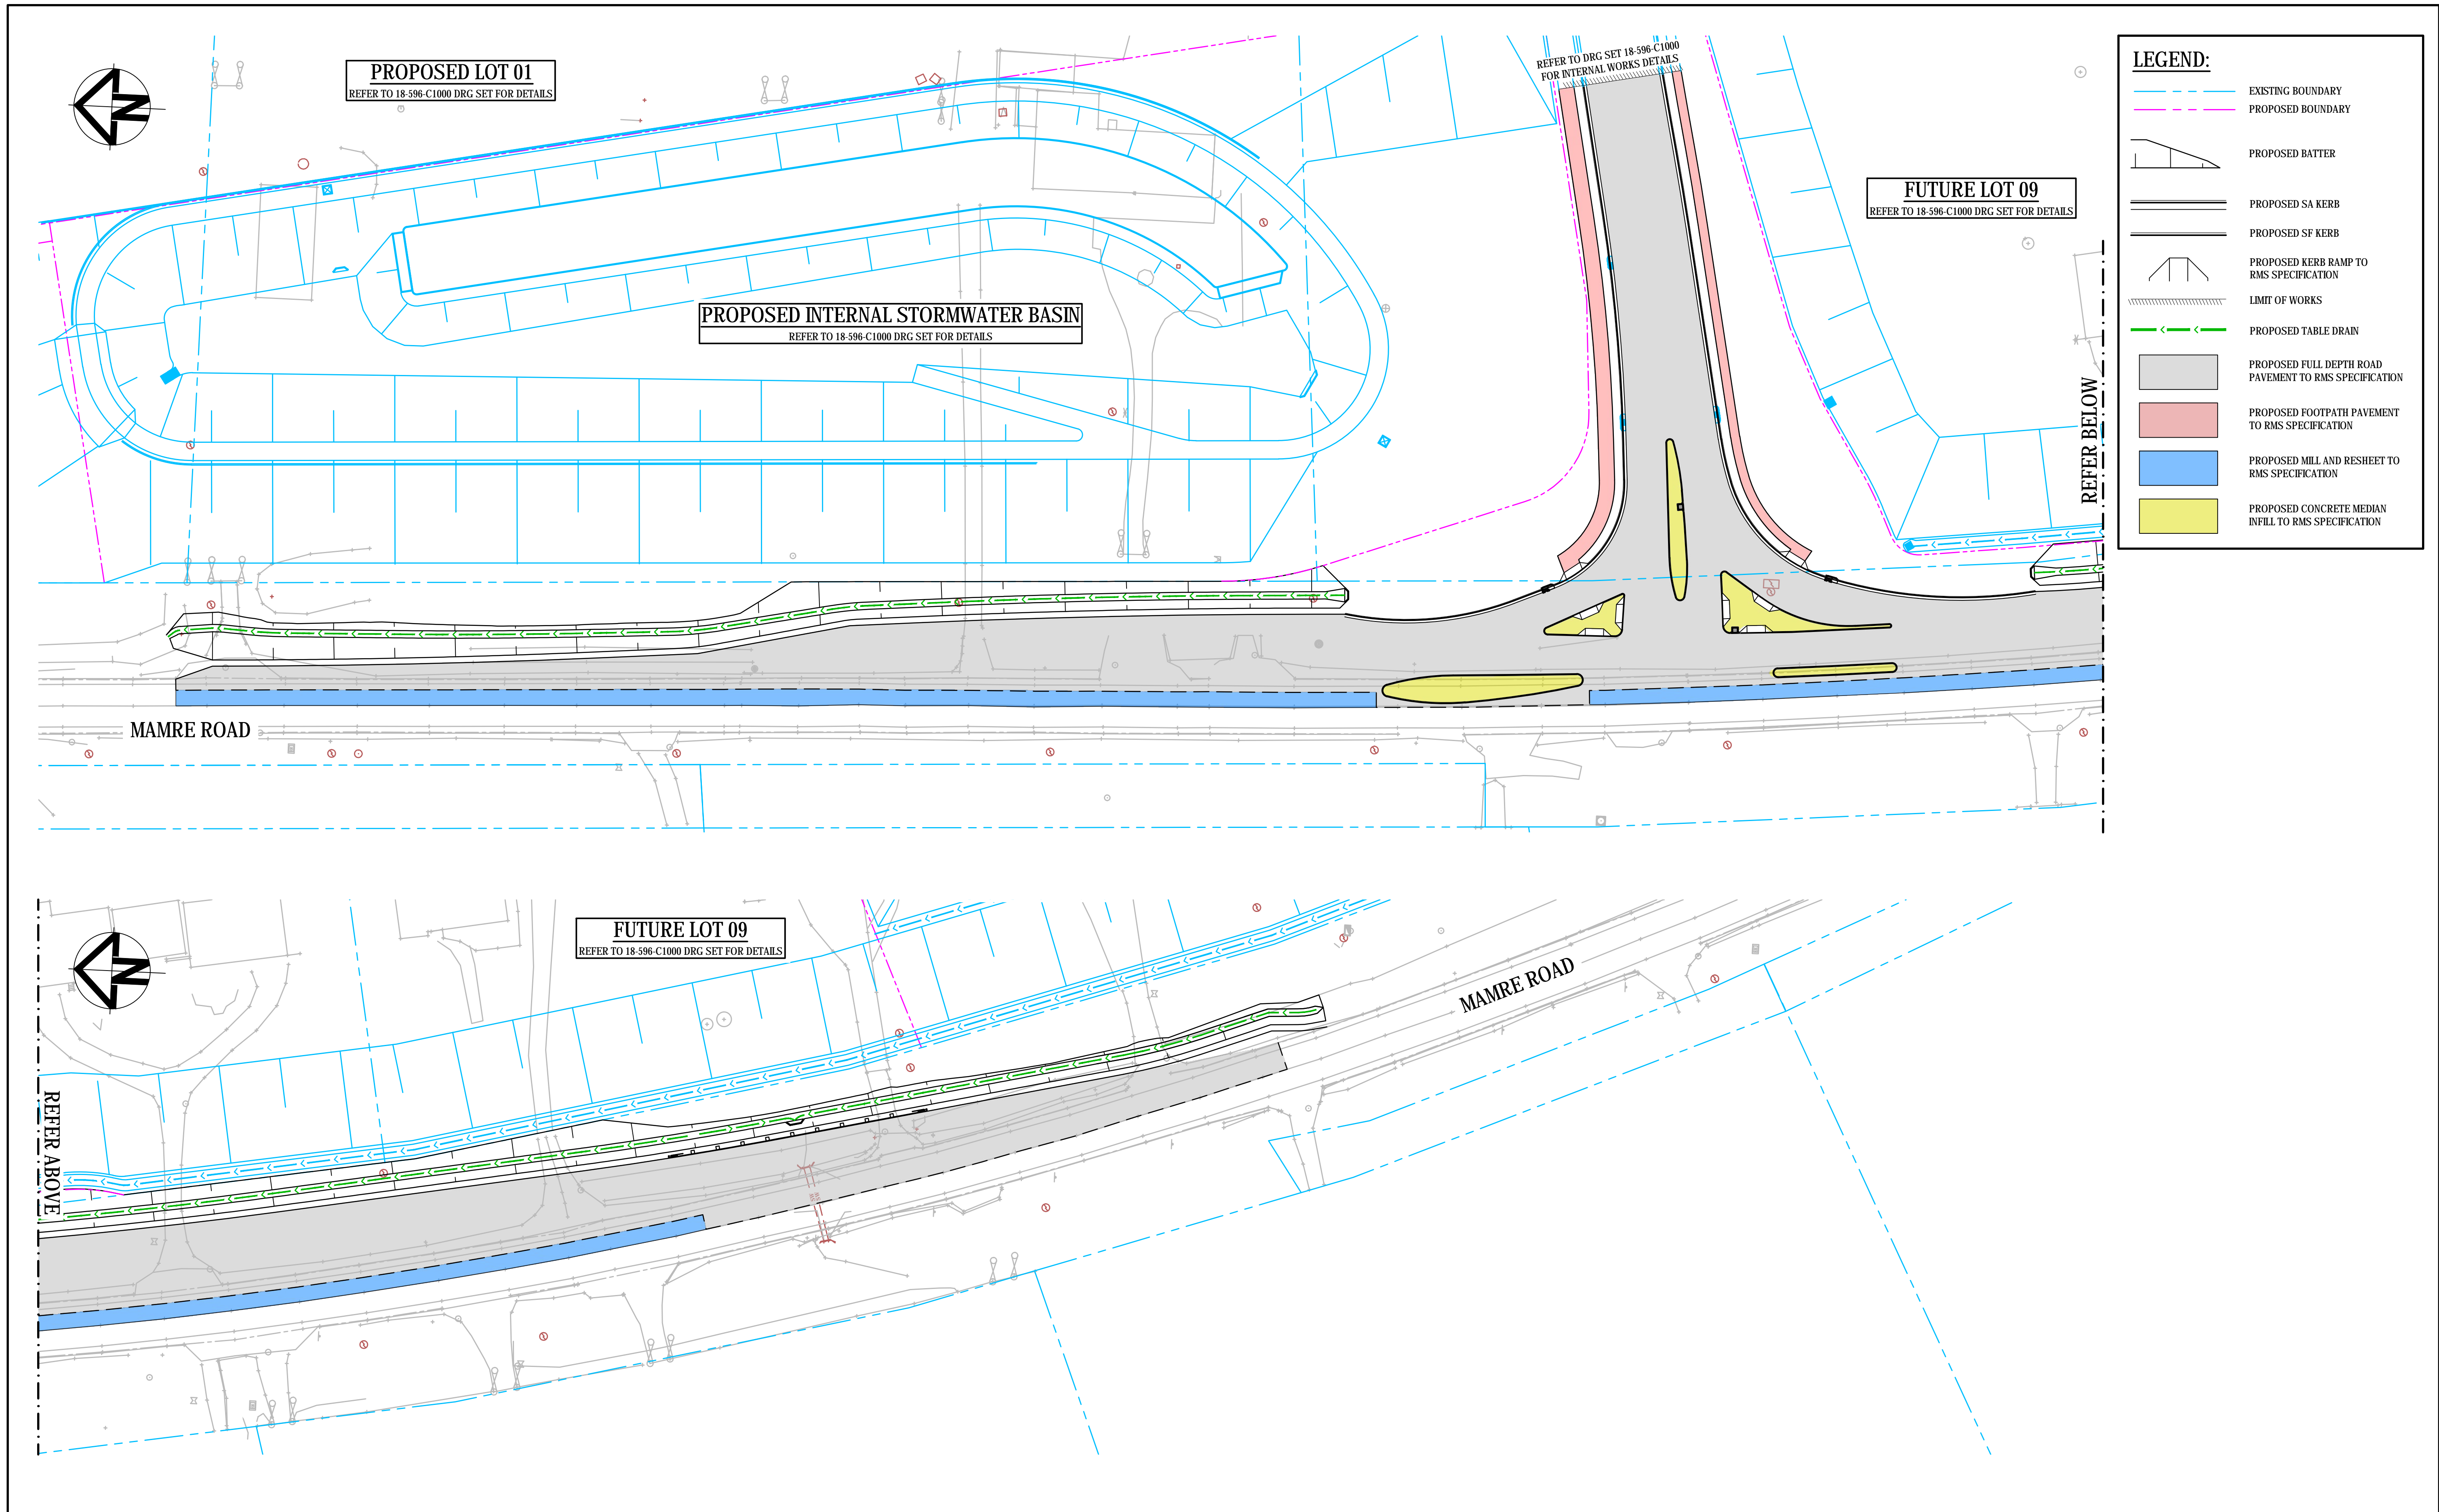 PROPOSED LOT 01
REFER TO 18-596-C1000 DRG SET FOR DETAILS
N
REFER TO DRG SET 18-596-C1000
FOR INTERNAL WORKS DETAILS
FUTURE LOT 09
REFER TO 18-596-C1000 DRG SET FOR DETAILS
PROPOSED INTERNAL STORMWATER BASIN
REFER TO 18-596-C1000 DRG SET FOR DETAILS
REFER BELOW
MAMRE ROAD
LEGEND:
EXISTING BOUNDARY
PROPOSED BOUNDARY
PROPOSED BATTER
PROPOSED SA KERB
PROPOSED SF KERB
PROPOSED KERB RAMP TO
RMS SPECIFICATION
LIMIT OF WORKS
PROPOSED TABLE DRAIN
PROPOSED FULL DEPTH ROAD
PAVEMENT TO RMS SPECIFICATION
PROPOSED FOOTPATH PAVEMENT
TO RMS SPECIFICATION
PROPOSED MILL AND RESHEET TO
RMS SPECIFICATION
PROPOSED CONCRETE MEDIAN
INFILL TO RMS SPECIFICATION
N
FUTURE LOT 09
REFER TO 18-596-C1000 DRG SET FOR DETAILS
MAMRE ROAD
REFER ABOVE